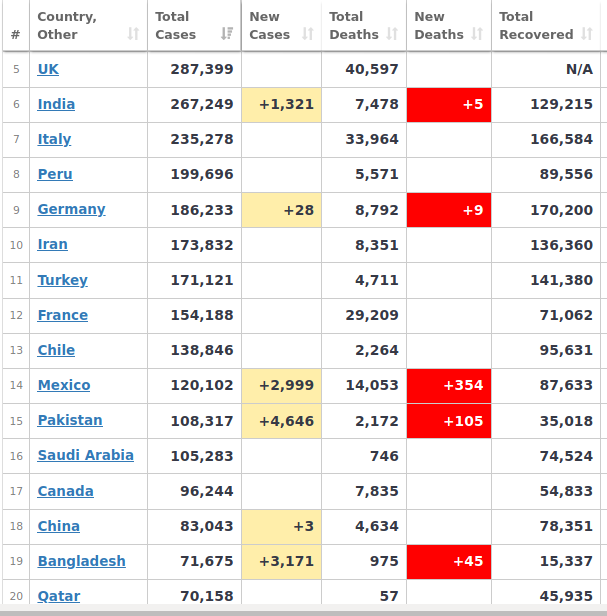 # Country, Other Total Cases New Cases Total Deaths New Deaths Total Recovered
5 UK 287,399 40,597 N/A
6 India 267,249 +1,321 7,478 +5 129,215
7 Italy 235,278 33,964 166,584
8 Peru 199,696 5,571 89,556
9 Germany 186,233 +28 8,792 +9 170,200
10 Iran 173,832 8,351 136,360
11 Turkey 171,121 4,711 141,380
12 France 154,188 29,209 71,062
13 Chile 138,846 2,264 95,631
14 Mexico 120,102 +2,999 14,053 +354 87,633
15 Pakistan 108,317 +4,646 2,172 +105 35,018
16 Saudi Arabia 105,283 746 74,524
17 Canada 96,244 7,835 54,833
18 China 83,043 +3 4,634 78,351
19 Bangladesh 71,675 +3,171 975 +45 15,337
20 Qatar 70,158 57 45,935